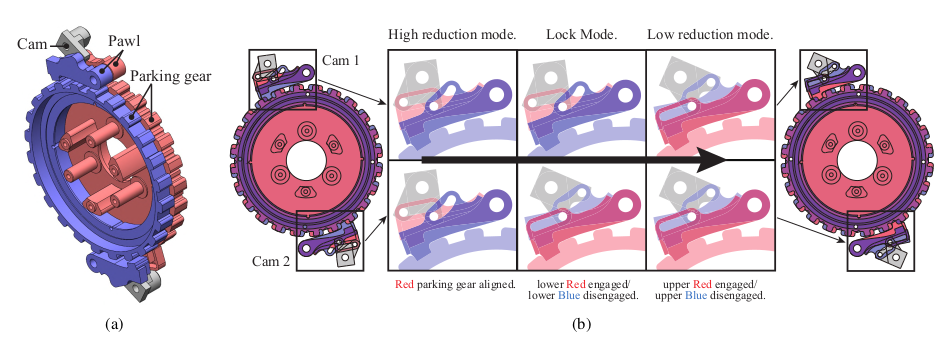 Cam
Pawl
Parking gear
Cam 1
Cam 2
High reduction mode.
Lock Mode.
Low reduction mode.
Red parking gear aligned.
lower Red engaged/
lower Blue disengaged.
upper Red engaged/
upper Blue disengaged.
(a)
(b)